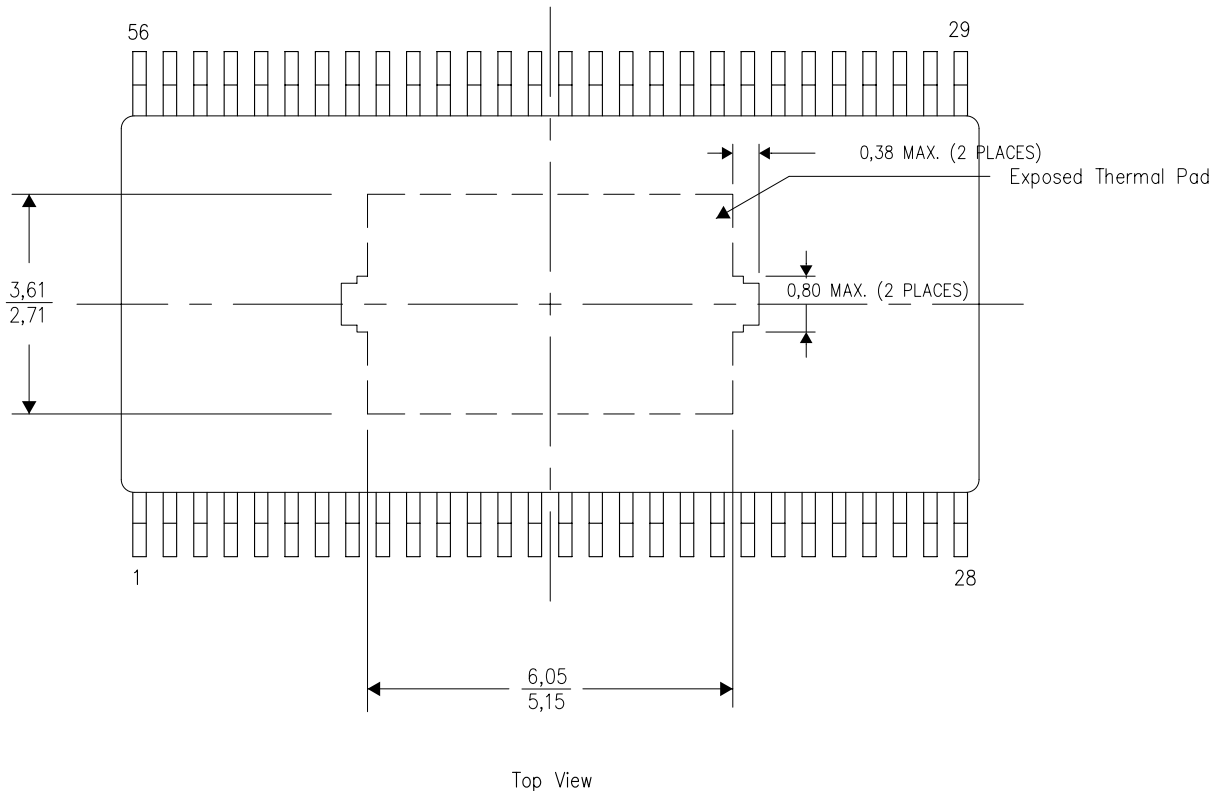 56
29
0,38 MAX. (2 PLACES)
Exposed Thermal Pad
3,61
2,71
0,80 MAX. (2 PLACES)
1
28
6,05
5,15
Top View